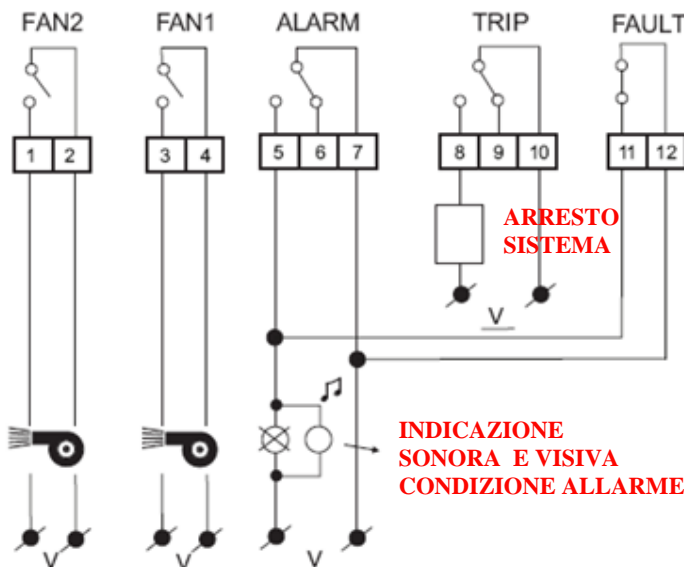 FAN2 FAN1 ALARM TRIP FAULT
1 2 3 4 5 6 7 8 9 10 11 12
ARRESTO
SISTEMA
V
INDICAZIONE
SONORA E VISIVA
CONDIZIONE ALLARME
V V V